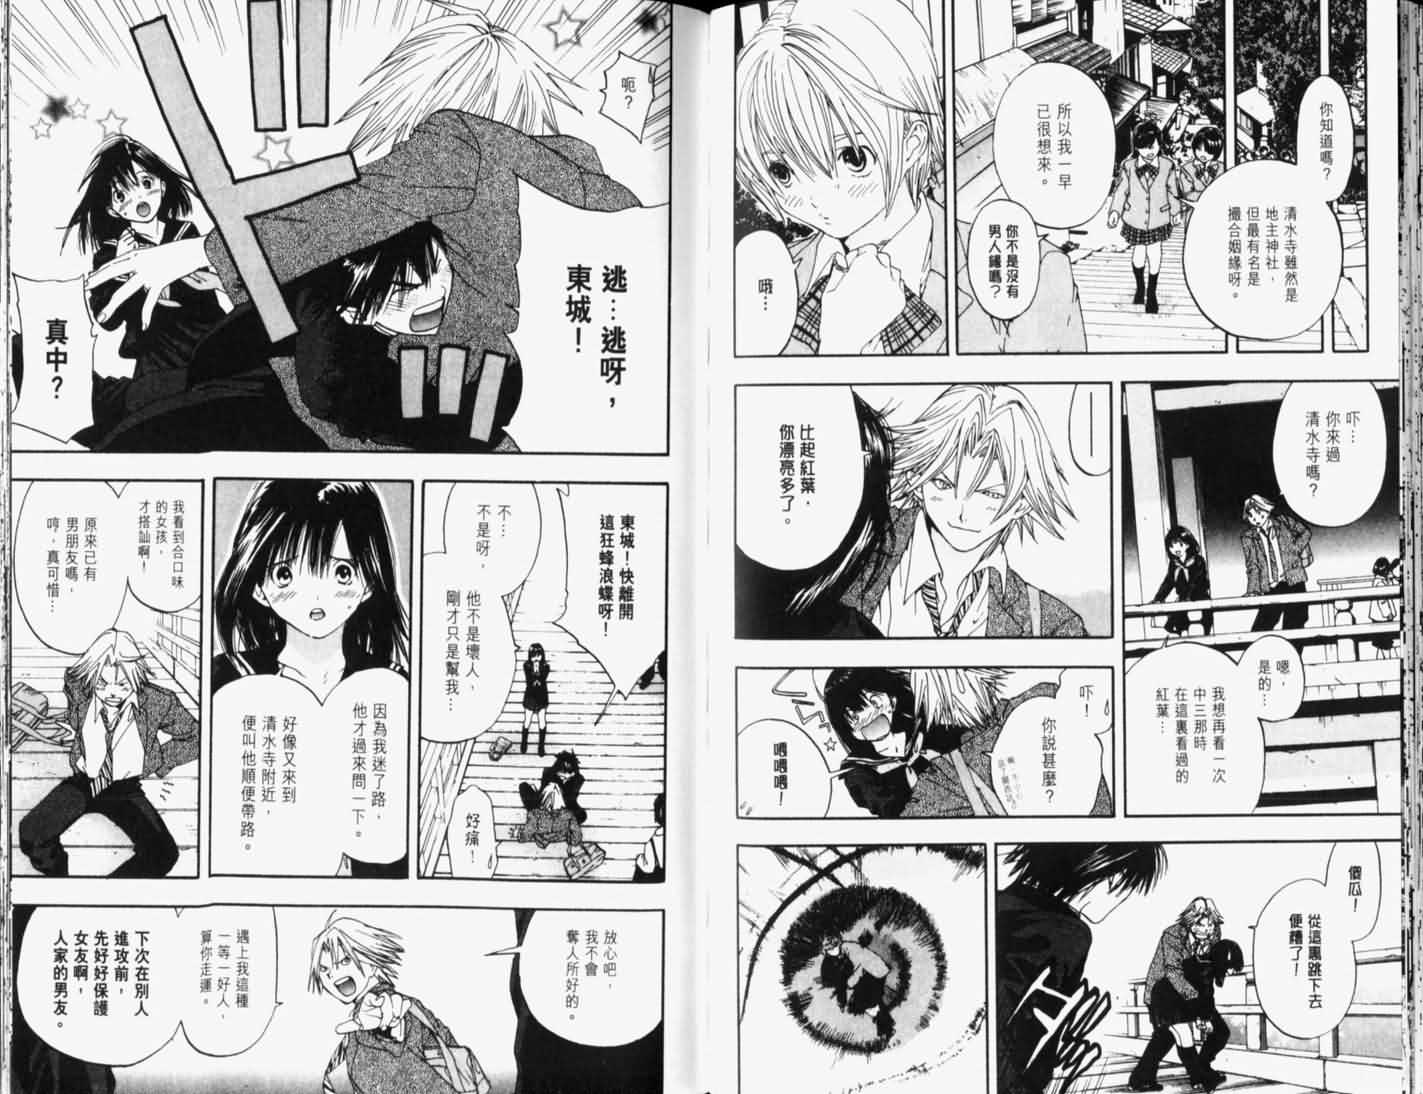 你知道嗎？
清水寺雖然是
地主神社，
但最有名是
撮合姻緣呀。
所以我一早
已很想來。
你不是沒有
男人緣嗎？
哦…
吓…
你來過
清水寺嗎？
嗯，
是的…
我想再看一次
中三那時
在這裏看過的
紅葉…
比起紅葉，
你漂亮多了。
吓！
你說甚麼？
喂喂喂！
傻瓜！
從這裏跳下去
便糟了！
呃？
逃…逃呀，
東城！
真中？
東城！快離開
這狂蜂浪蝶呀！
不…
不是呀，
他不是壞人，
剛才只是幫我…
好痛！
因為我迷了路，
他才過來問一下。
好像又來到
清水寺附近，
便叫他順便帶路。
我看到合口味
的女孩，
才搭訕啊！
原來已有
男朋友嗎，
哼，真可惜…
放心吧，
我不會
奪人所好的。
遇上我這種
一等一好人，
算你走運。
下次在別人
進攻前，
先好好保護
女友啊，
人家的男友。